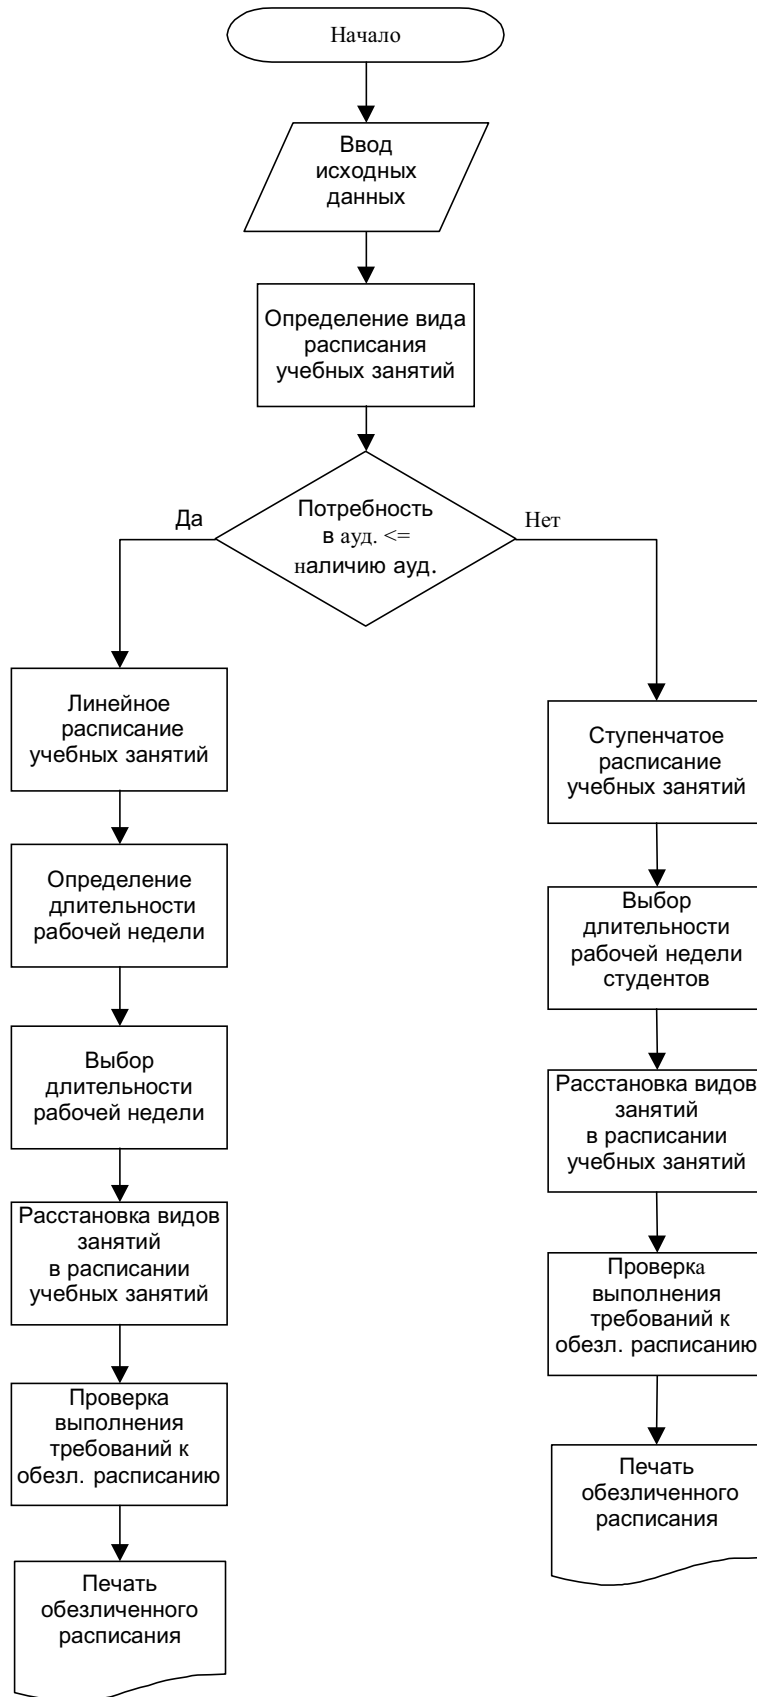 Начало
Ввод
исходных
данных
Определение вида
расписания
учебных занятий
Потребность
в ауд. <=
наличию ауд.
Да
Нет
Линейное
расписание
учебных занятий
Определение
длительности
рабочей недели
Выбор
длительности
рабочей недели
Расстановка видов
занятий
в расписании
учебных занятий
Проверка
выполнения
требований к
обезл. расписанию
Печать
обезличенного
расписания
Ступенчатое
расписание
учебных занятий
Выбор
длительности
рабочей недели
студентов
Расстановка видов
занятий
в расписании
учебных занятий
Проверка
выполнения
требований к
обезл. расписанию
Печать
обезличенного
расписания